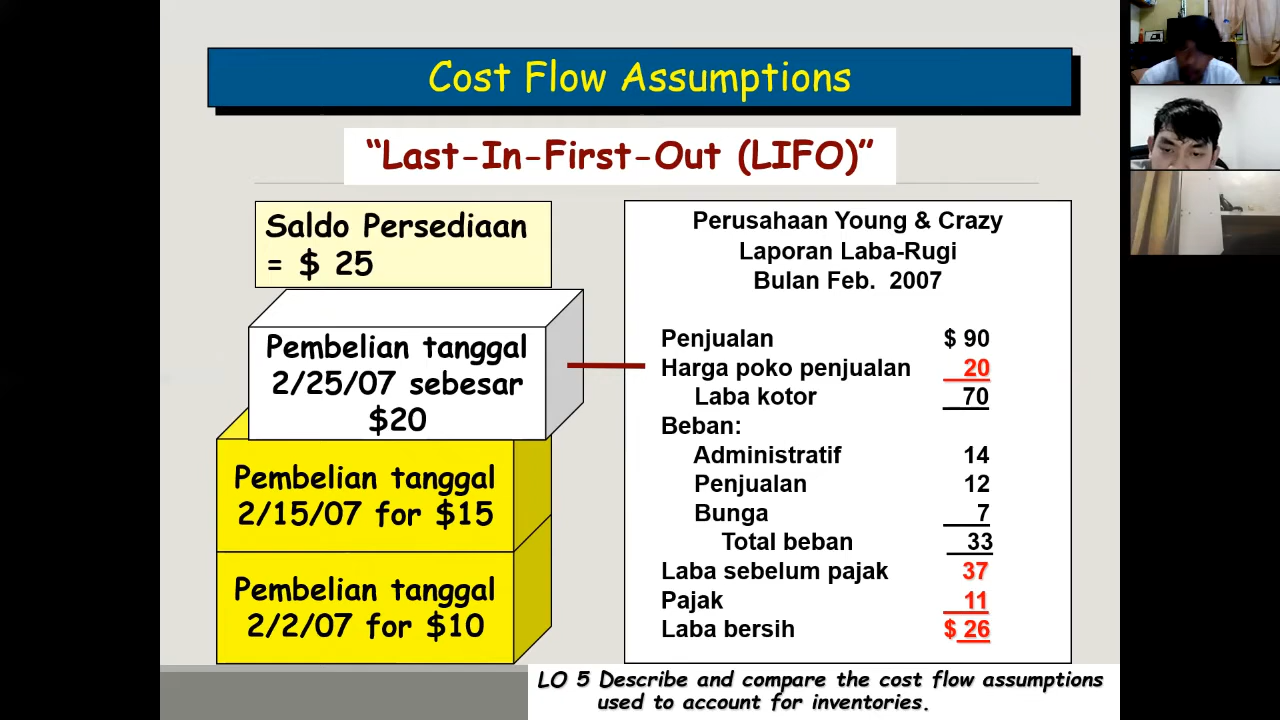 Cost Flow Assumptions
“Last-In-First-Out (LIFO)”
Saldo Persediaan
= $ 25
Pembelian tanggal
2/25/07 sebesar
$20
Pembelian tanggal
2/15/07 for $15
Pembelian tanggal
2/2/07 for $10
Perusahaan Young & Crazy
Laporan Laba-Rugi
Bulan Feb. 2007
Penjualan $ 90
Harga poko penjualan 20
Laba kotor 70
Beban:
Administratif 14
Penjualan 12
Bunga 7
Total beban 33
Laba sebelum pajak 37
Pajak 11
Laba bersih $ 26
LO 5 Describe and compare the cost flow assumptions
used to account for inventories.